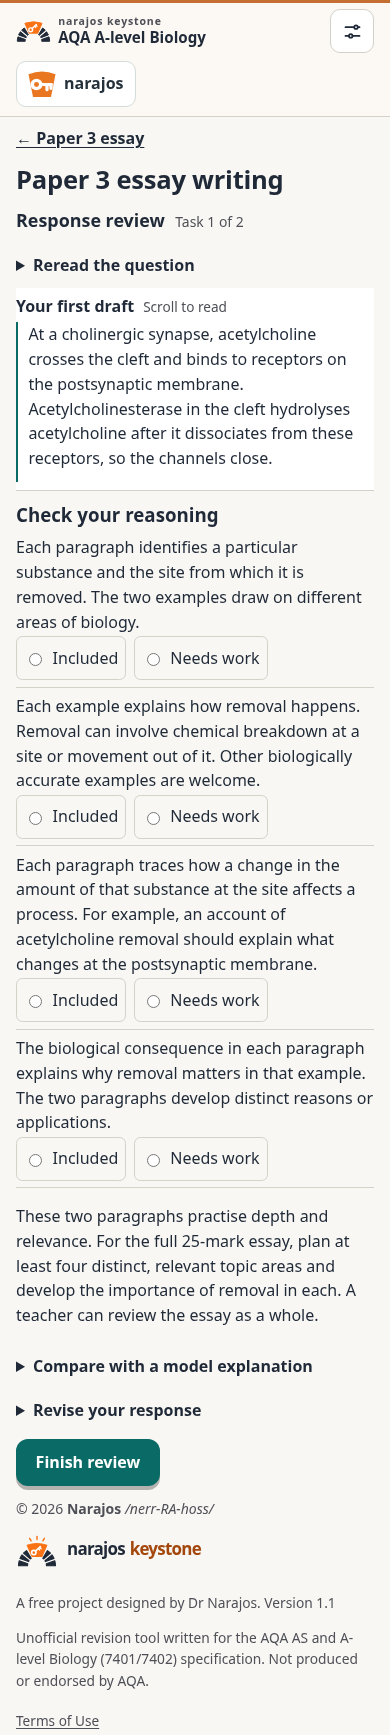 narajos keystone
AQA A-level Biology
narajos
← Paper 3 essay
Paper 3 essay writing
Response review Task 1 of 2
▶ Reread the question
Your first draft Scroll to read
At a cholinergic synapse, acetylcholine
crosses the cleft and binds to receptors on
the postsynaptic membrane.
Acetylcholinesterase in the cleft hydrolyses
acetylcholine after it dissociates from these
receptors, so the channels close.
Check your reasoning
Each paragraph identifies a particular
substance and the site from which it is
removed. The two examples draw on different
areas of biology.
Included Needs work
Each example explains how removal happens.
Removal can involve chemical breakdown at a
site or movement out of it. Other biologically
accurate examples are welcome.
Included Needs work
Each paragraph traces how a change in the
amount of that substance at the site affects a
process. For example, an account of
acetylcholine removal should explain what
changes at the postsynaptic membrane.
Included Needs work
The biological consequence in each paragraph
explains why removal matters in that example.
The two paragraphs develop distinct reasons or
applications.
Included Needs work
These two paragraphs practise depth and
relevance. For the full 25-mark essay, plan at
least four distinct, relevant topic areas and
develop the importance of removal in each. A
teacher can review the essay as a whole.
▶ Compare with a model explanation
▶ Revise your response
Finish review
© 2026 Narajos /nerr-RA-hoss/
narajos keystone
A free project designed by Dr Narajos. Version 1.1
Unofficial revision tool written for the AQA AS and A-
level Biology (7401/7402) specification. Not produced
or endorsed by AQA.
Terms of Use